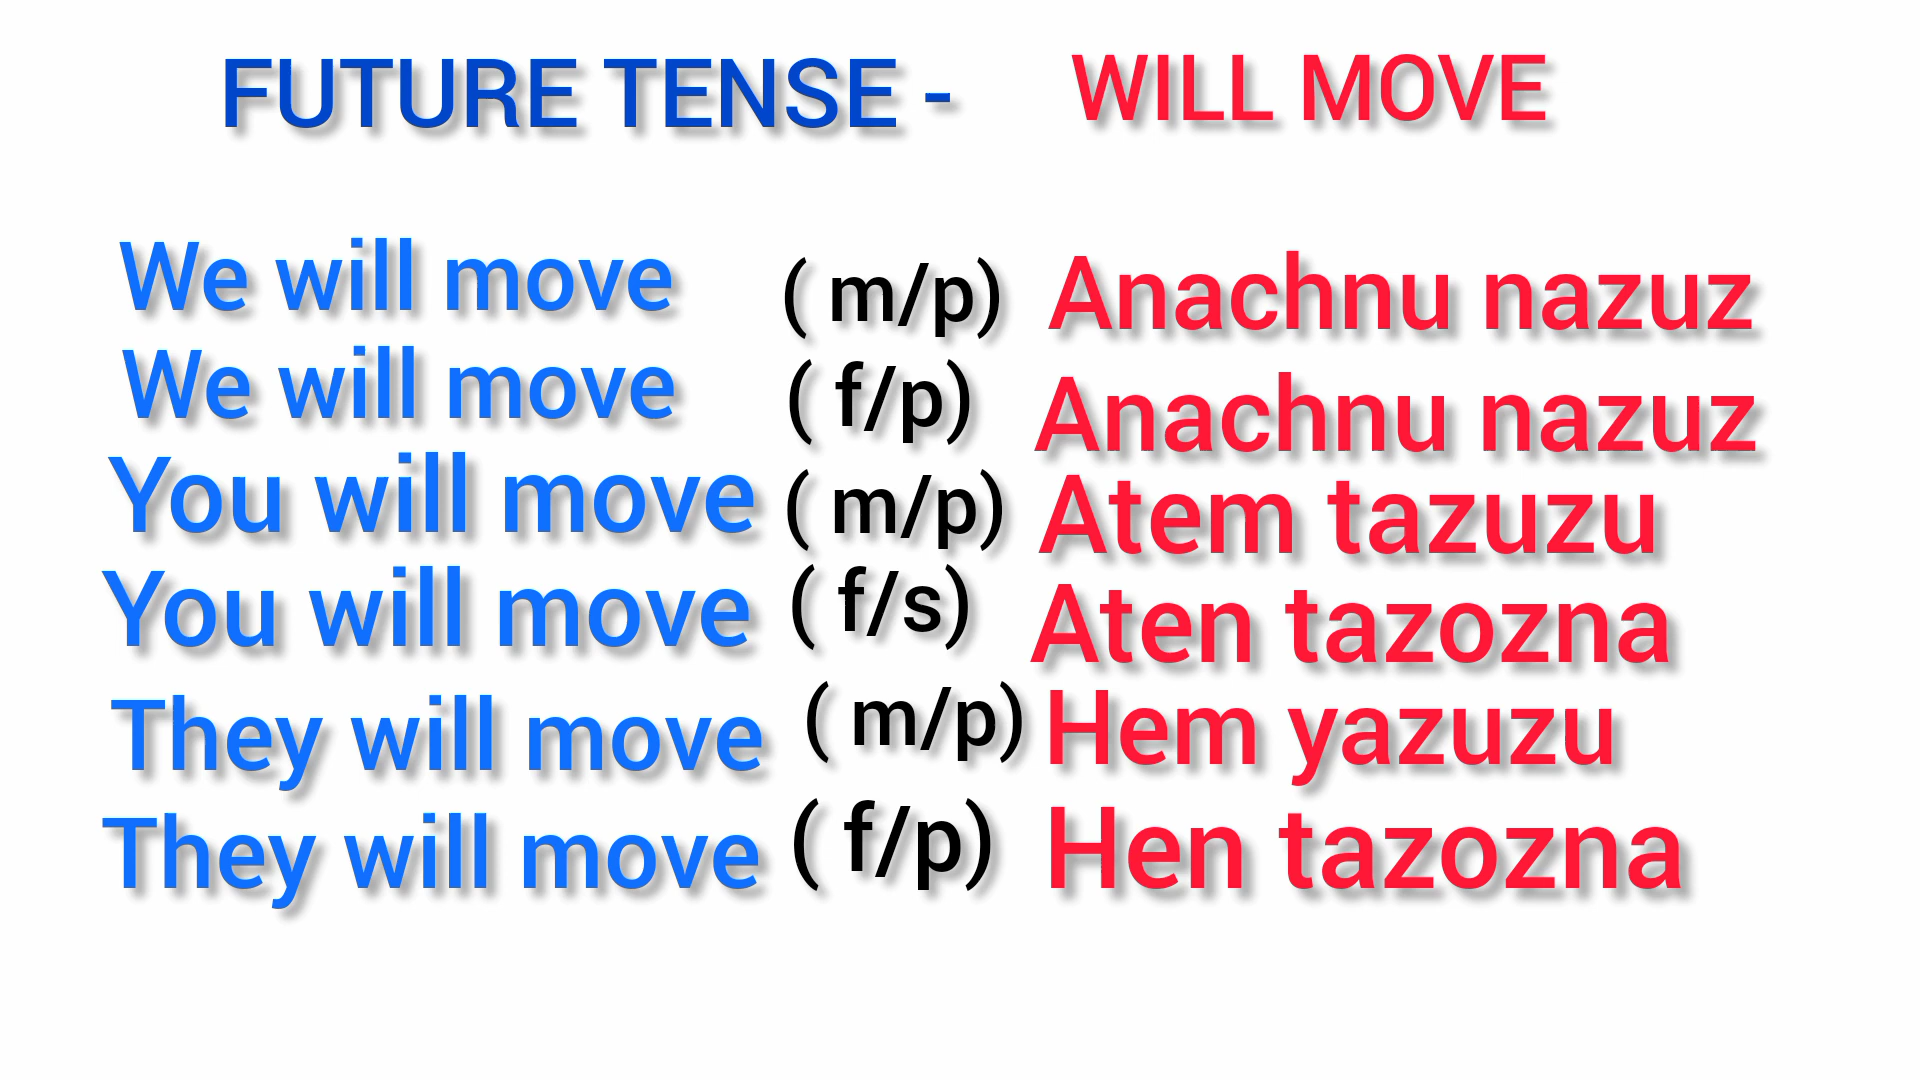 FUTURE TENSE - WILL MOVE
We will move ( m/p) Anachnu nazuz
We will move ( f/p) Anachnu nazuz
You will move ( m/p) Atem tazuzu
You will move ( f/s) Aten tazozna
They will move ( m/p) Hem yazuzu
They will move ( f/p) Hen tazozna